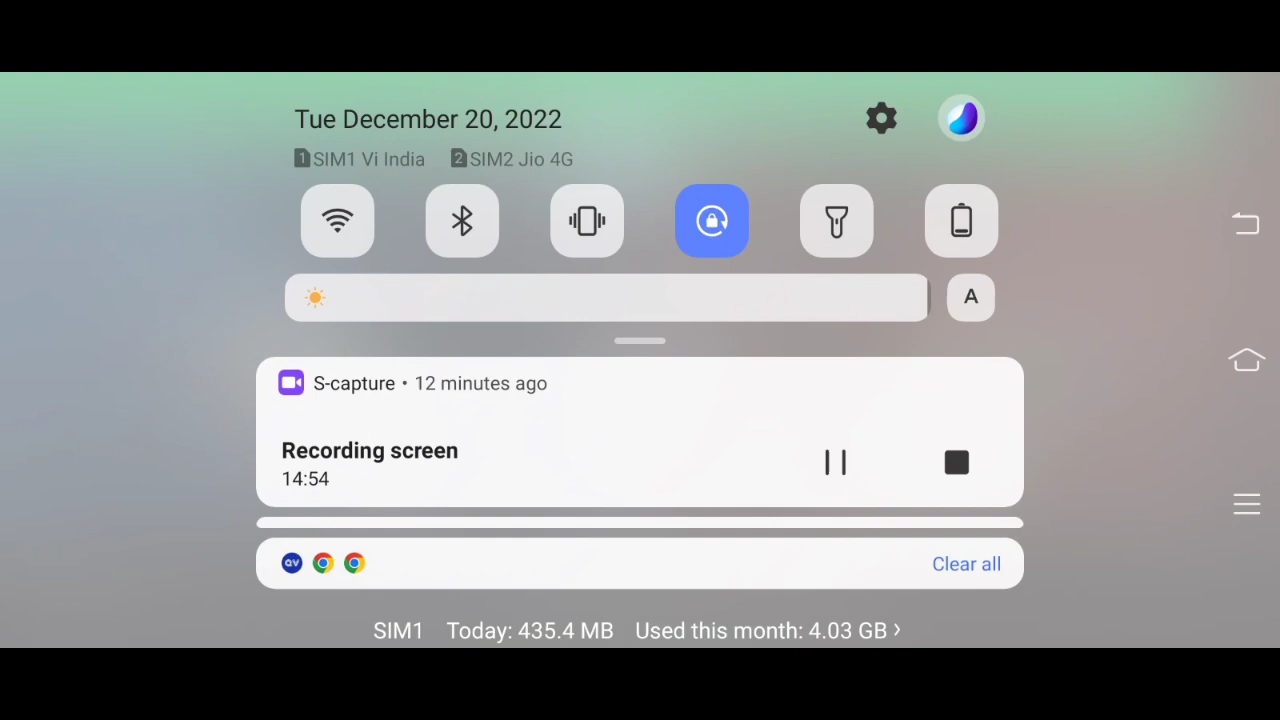 Tue December 20, 2022
1 SIM1 Vi India 2 SIM2 Jio 4G
A
S-capture • 12 minutes ago
Recording screen
14:54
Clear all
SIM1 Today: 435.4 MB Used this month: 4.03 GB ›